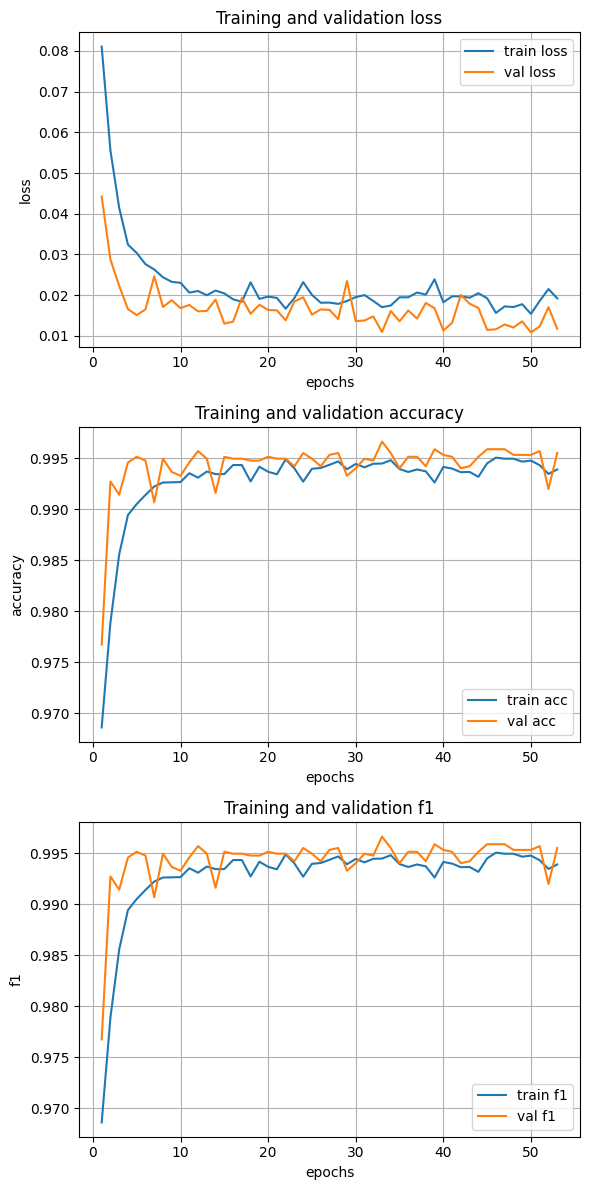 Training and validation loss
train loss
val loss
0.08
0.07
0.06
0.05
0.04
0.03
0.02
0.01
loss
0 10 20 30 40 50
epochs
Training and validation accuracy
0.995
0.990
0.985
0.980
0.975
0.970
accuracy
train acc
val acc
0 10 20 30 40 50
epochs
Training and validation f1
0.995
0.990
0.985
0.980
0.975
0.970
f1
train f1
val f1
0 10 20 30 40 50
epochs